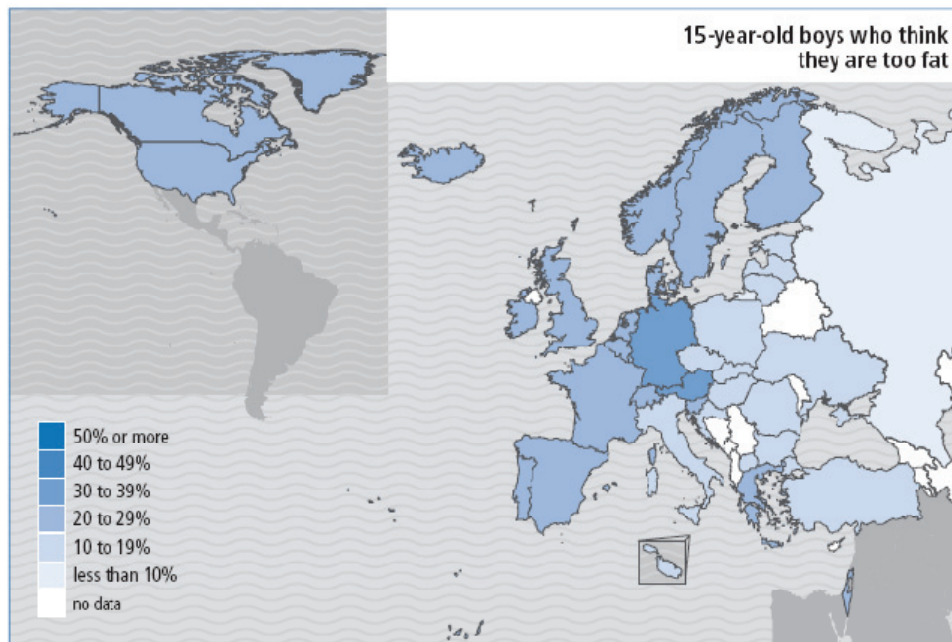 15-year-old boys who think
they are too fat
50% or more
40 to 49%
30 to 39%
20 to 29%
10 to 19%
less than 10%
no data